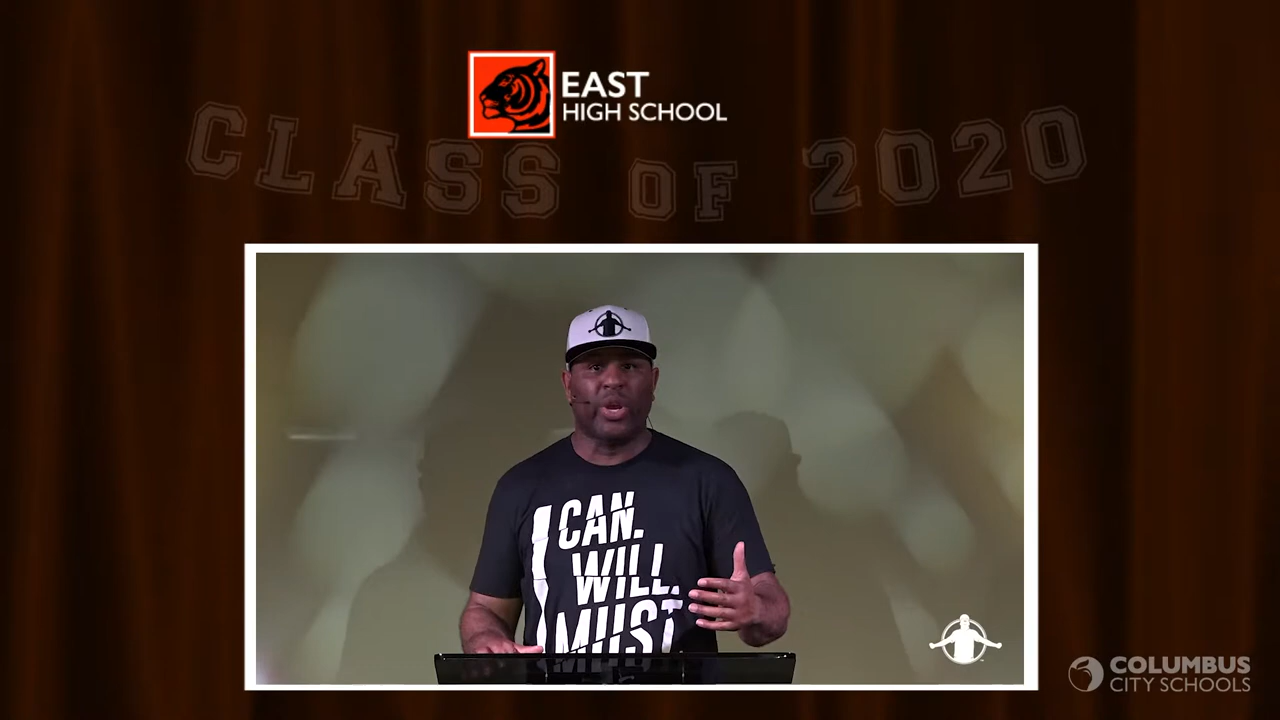 EAST
HIGH SCHOOL
CLASS OF 2020
I CAN.
WILL.
MUST
COLUMBUS
CITY SCHOOLS